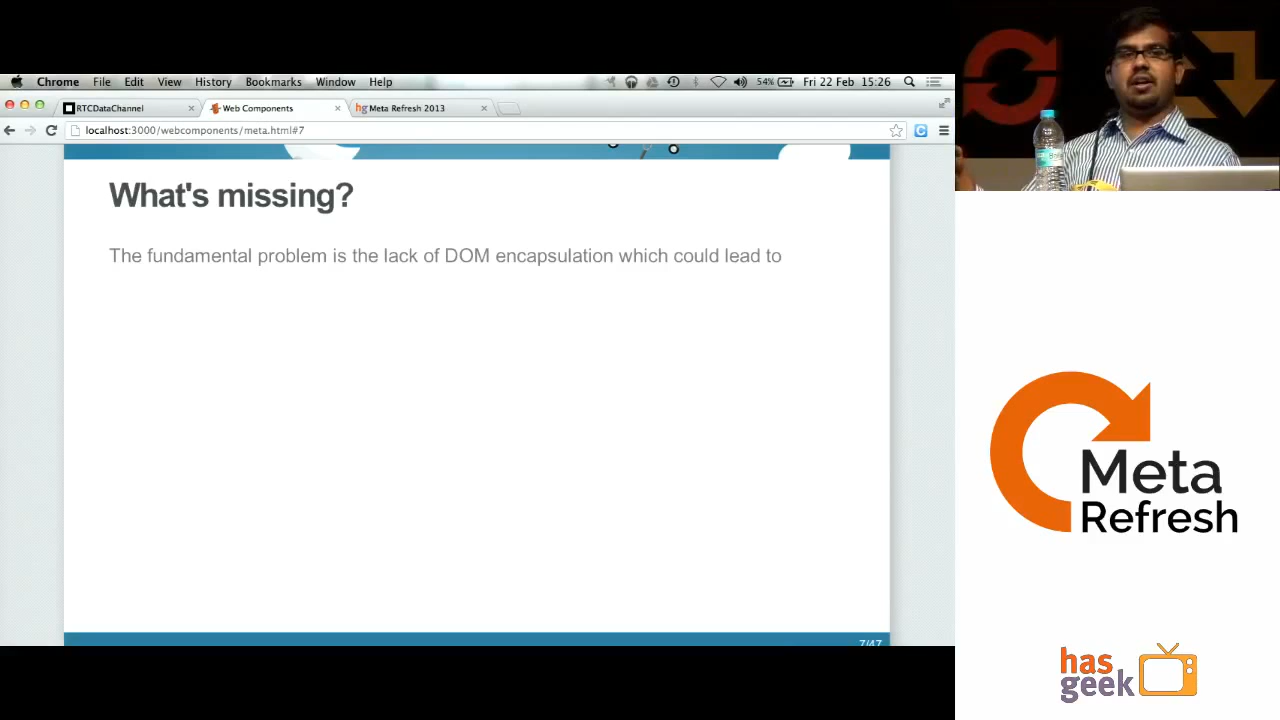 Chrome File Edit View History Bookmarks Window Help 54% Fri 22 Feb 15:26
RTCDataChannel Web Components hg Meta Refresh 2013
localhost:3000/webcomponents/meta.html#7
What's missing?
The fundamental problem is the lack of DOM encapsulation which could lead to
7/47
Meta
Refresh
has
geek